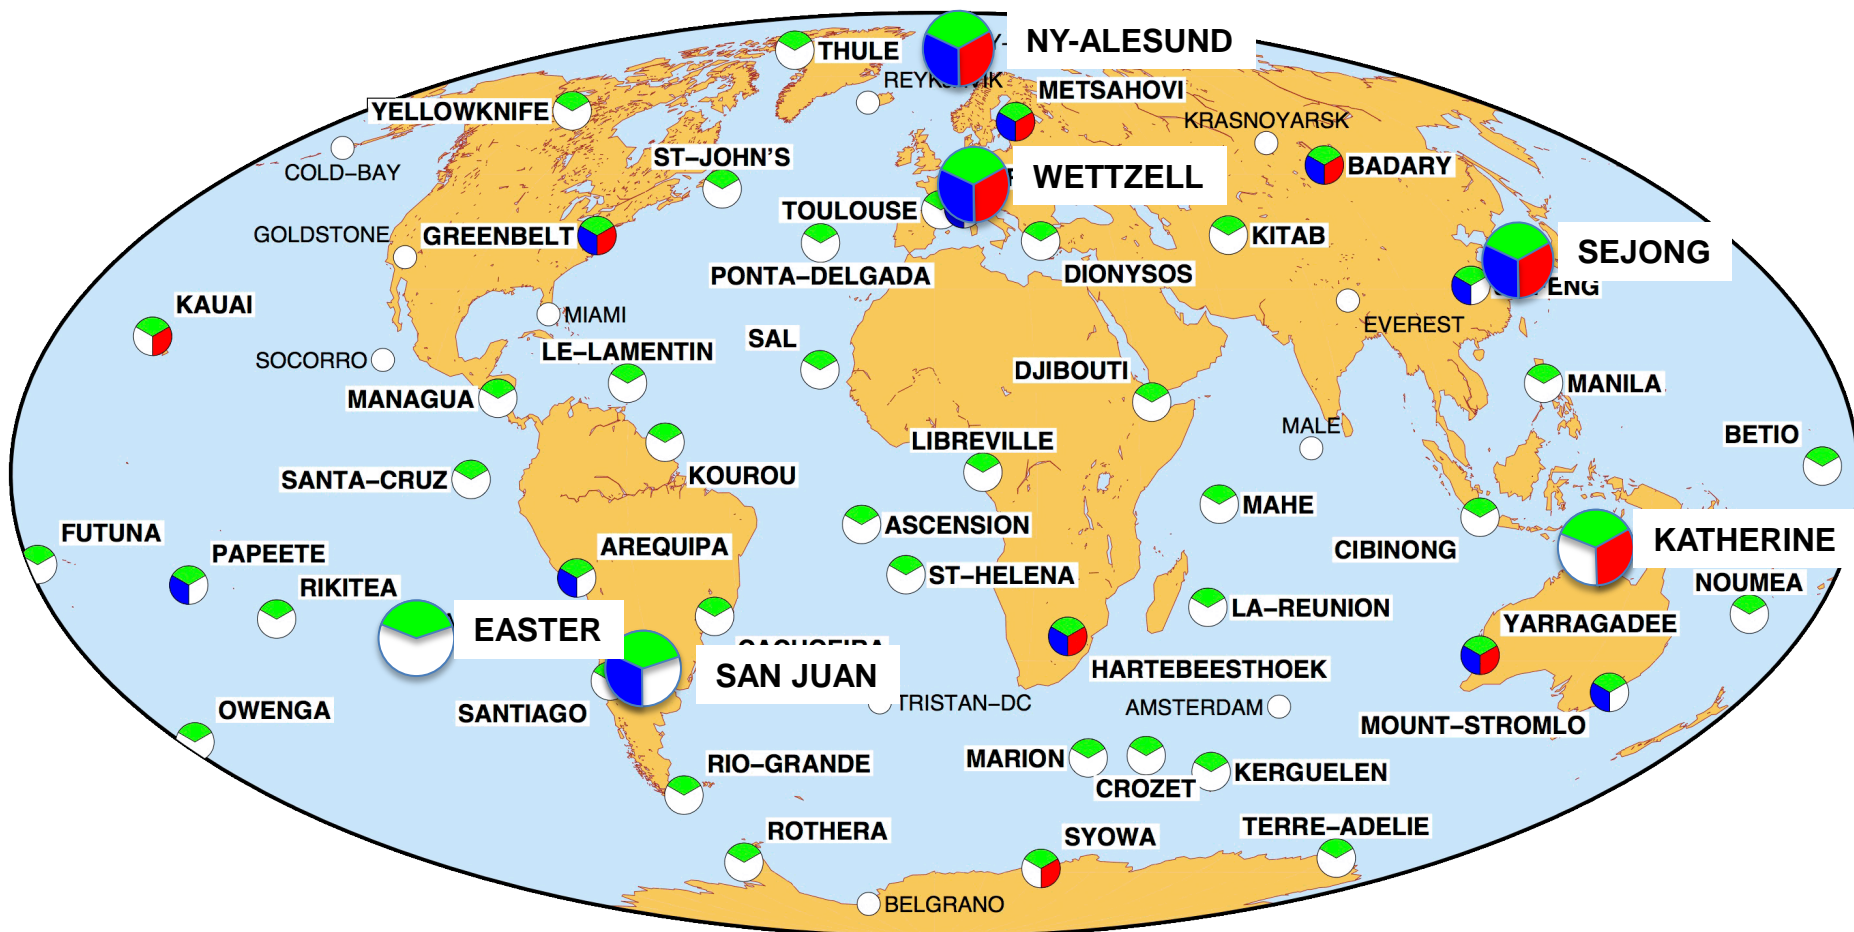 NY-ALESUND
THULE
METSAHOVI
YELLOWKNIFE
KRASNOYARSK
COLD–BAY
ST–JOHN'S
BADARY
WETTZELL
TOULOUSE
GOLDSTONE
GREENBELT
KITAB
SEJONG
PONTA–DELGADA
DIONYSOS
KAUAI
MIAMI
EVEREST
SOCORRO
LE–LAMENTIN
SAL
DJIBOUTI
MANILA
MANAGUA
MALE
BETIO
LIBREVILLE
SANTA–CRUZ
KOUROU
MAHE
FUTUNA
ASCENSION
KATHERINE
PAPEETE
AREQUIPA
CIBINONG
RIKITEA
ST–HELENA
NOUMEA
LA–REUNION
EASTER
YARRAGADEE
SAN JUAN
HARTEBEESTHOEK
OWENGA
SANTIAGO
TRISTAN–DC
AMSTERDAM
MOUNT–STROMLO
RIO–GRANDE
MARION
CROZET
KERGUELEN
ROTHERA
SYOWA
TERRE–ADELIE
BELGRANO